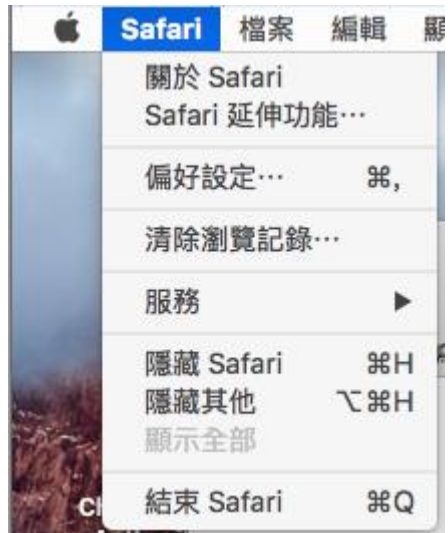 Safari 檔案 編輯
關於 Safari
Safari 延伸功能⋯
偏好設定⋯ ⌘,
清除瀏覽記錄⋯
服務 ▶
隱藏 Safari ⌘H
隱藏其他 ⌥⌘H
顯示全部
結束 Safari ⌘Q